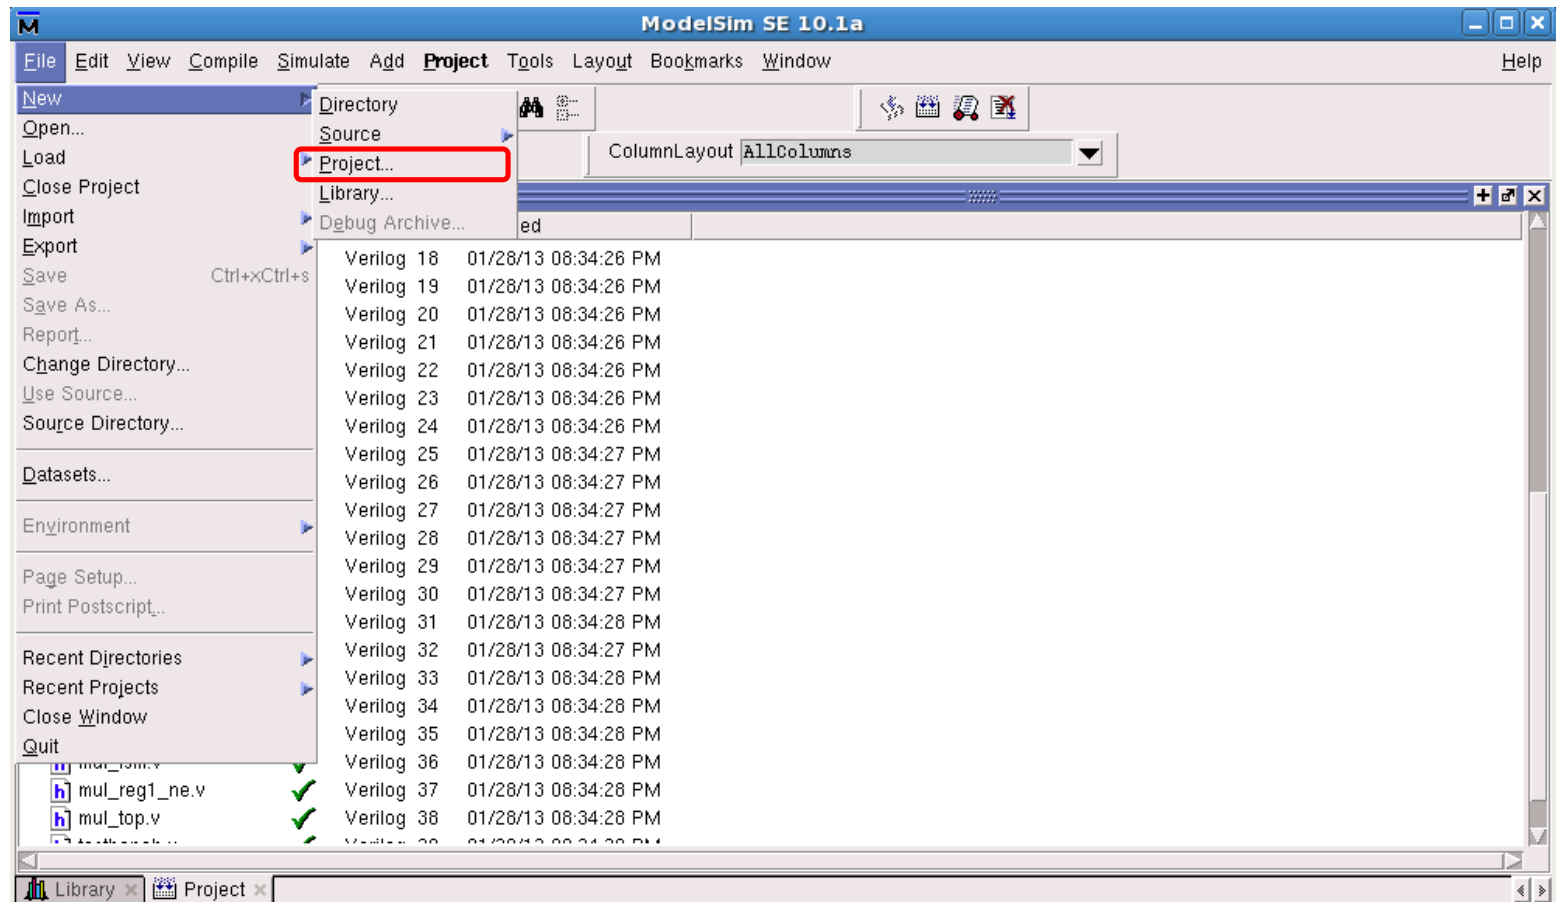 ModelSim SE 10.1a
File Edit View Compile Simulate Add Project Tools Layout Bookmarks Window Help
New
Open...
Load
Close Project
Import
Export
Save Ctrl+xCtrl+s
Save As...
Report...
Change Directory...
Use Source...
Source Directory...
Datasets...
Environment
Page Setup...
Print Postscript...
Recent Directories
Recent Projects
Close Window
Quit
Directory
Source
Project...
Library...
Debug Archive...
ColumnLayout AllColumns
ed
Verilog 18 01/28/13 08:34:26 PM
Verilog 19 01/28/13 08:34:26 PM
Verilog 20 01/28/13 08:34:26 PM
Verilog 21 01/28/13 08:34:26 PM
Verilog 22 01/28/13 08:34:26 PM
Verilog 23 01/28/13 08:34:26 PM
Verilog 24 01/28/13 08:34:26 PM
Verilog 25 01/28/13 08:34:27 PM
Verilog 26 01/28/13 08:34:27 PM
Verilog 27 01/28/13 08:34:27 PM
Verilog 28 01/28/13 08:34:27 PM
Verilog 29 01/28/13 08:34:27 PM
Verilog 30 01/28/13 08:34:27 PM
Verilog 31 01/28/13 08:34:28 PM
Verilog 32 01/28/13 08:34:27 PM
Verilog 33 01/28/13 08:34:28 PM
Verilog 34 01/28/13 08:34:28 PM
Verilog 35 01/28/13 08:34:28 PM
Verilog 36 01/28/13 08:34:28 PM
mul_reg1_ne.v Verilog 37 01/28/13 08:34:28 PM
mul_top.v Verilog 38 01/28/13 08:34:28 PM
Library Project